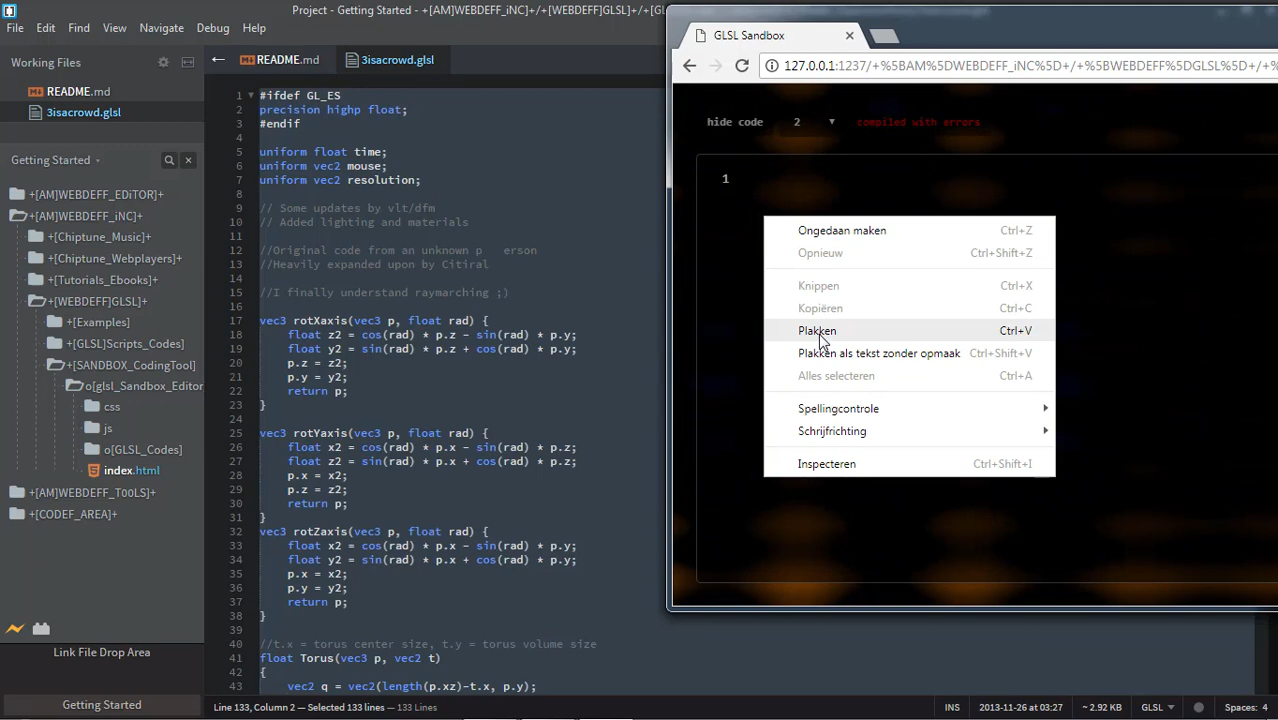 Project - Getting Started - +[AM]WEBDEFF_iNC]+/+[WEBDEFF]GLSL]+/+[GLS
File Edit Find View Navigate Debug Help
Working Files
README.md
3isacrowd.glsl
Getting Started
+[AM]WEBDEFF_EDiTOR]+
+[AM]WEBDEFF_iNC]+
+[Chiptune_Music]+
+[Chiptune_Webplayers]+
+[Tutorials_Ebooks]+
+[WEBDEFF]GLSL]+
+[Examples]
+[GLSL]Scripts_Codes]+
+[SANDBOX_CodingTool]+
o[glsl_Sandbox_Editor
css
js
o[GLSL_Codes]+
index.html
+[AM]WEBDEFF_T00LS]+
+[CODEF_AREA]+
Link File Drop Area
Getting Started
README.md 3isacrowd.glsl
1 #ifdef GL_ES
2 precision highp float;
3 #endif
4
5 uniform float time;
6 uniform vec2 mouse;
7 uniform vec2 resolution;
8
9 // Some updates by vlt/dfm
10 // Added lighting and materials
11
12 //Original code from an unknown p   erson
13 //Heavily expanded upon by Citiral
14
15 //I finally understand raymarching ;)
16
17 vec3 rotXaxis(vec3 p, float rad) {
18 float z2 = cos(rad) * p.z - sin(rad) * p.y;
19 float y2 = sin(rad) * p.z + cos(rad) * p.y;
20 p.z = z2;
21 p.y = y2;
22 return p;
23 }
24
25 vec3 rotYaxis(vec3 p, float rad) {
26 float x2 = cos(rad) * p.x - sin(rad) * p.z;
27 float z2 = sin(rad) * p.x + cos(rad) * p.z;
28 p.x = x2;
29 p.z = z2;
30 return p;
31 }
32 vec3 rotZaxis(vec3 p, float rad) {
33 float x2 = cos(rad) * p.x - sin(rad) * p.y;
34 float y2 = sin(rad) * p.x + cos(rad) * p.y;
35 p.x = x2;
36 p.y = y2;
37 return p;
38 }
39
40 //t.x = torus center size, t.y = torus volume size
41 float Torus(vec3 p, vec2 t)
42 {
43 vec2 q = vec2(length(p.xz)-t.x, p.y);
Line 133, Column 2 — Selected 133 lines — 133 Lines
INS 2013-11-26 at 03:27 ~ 2.92 KB GLSL Spaces: 4
GLSL Sandbox
127.0.0.1:1237/+%5BAM%5DWEBDEFF_iNC%5D+/+%5BWEBDEFF%5DGLSL%5D+/+%
hide code 2 compiled with errors
1
Ongedaan maken Ctrl+Z
Opnieuw Ctrl+Shift+Z
Knippen Ctrl+X
Kopiëren Ctrl+C
Plakken Ctrl+V
Plakken als tekst zonder opmaak Ctrl+Shift+V
Alles selecteren Ctrl+A
Spellingcontrole
Schrijfrichting
Inspecteren Ctrl+Shift+I